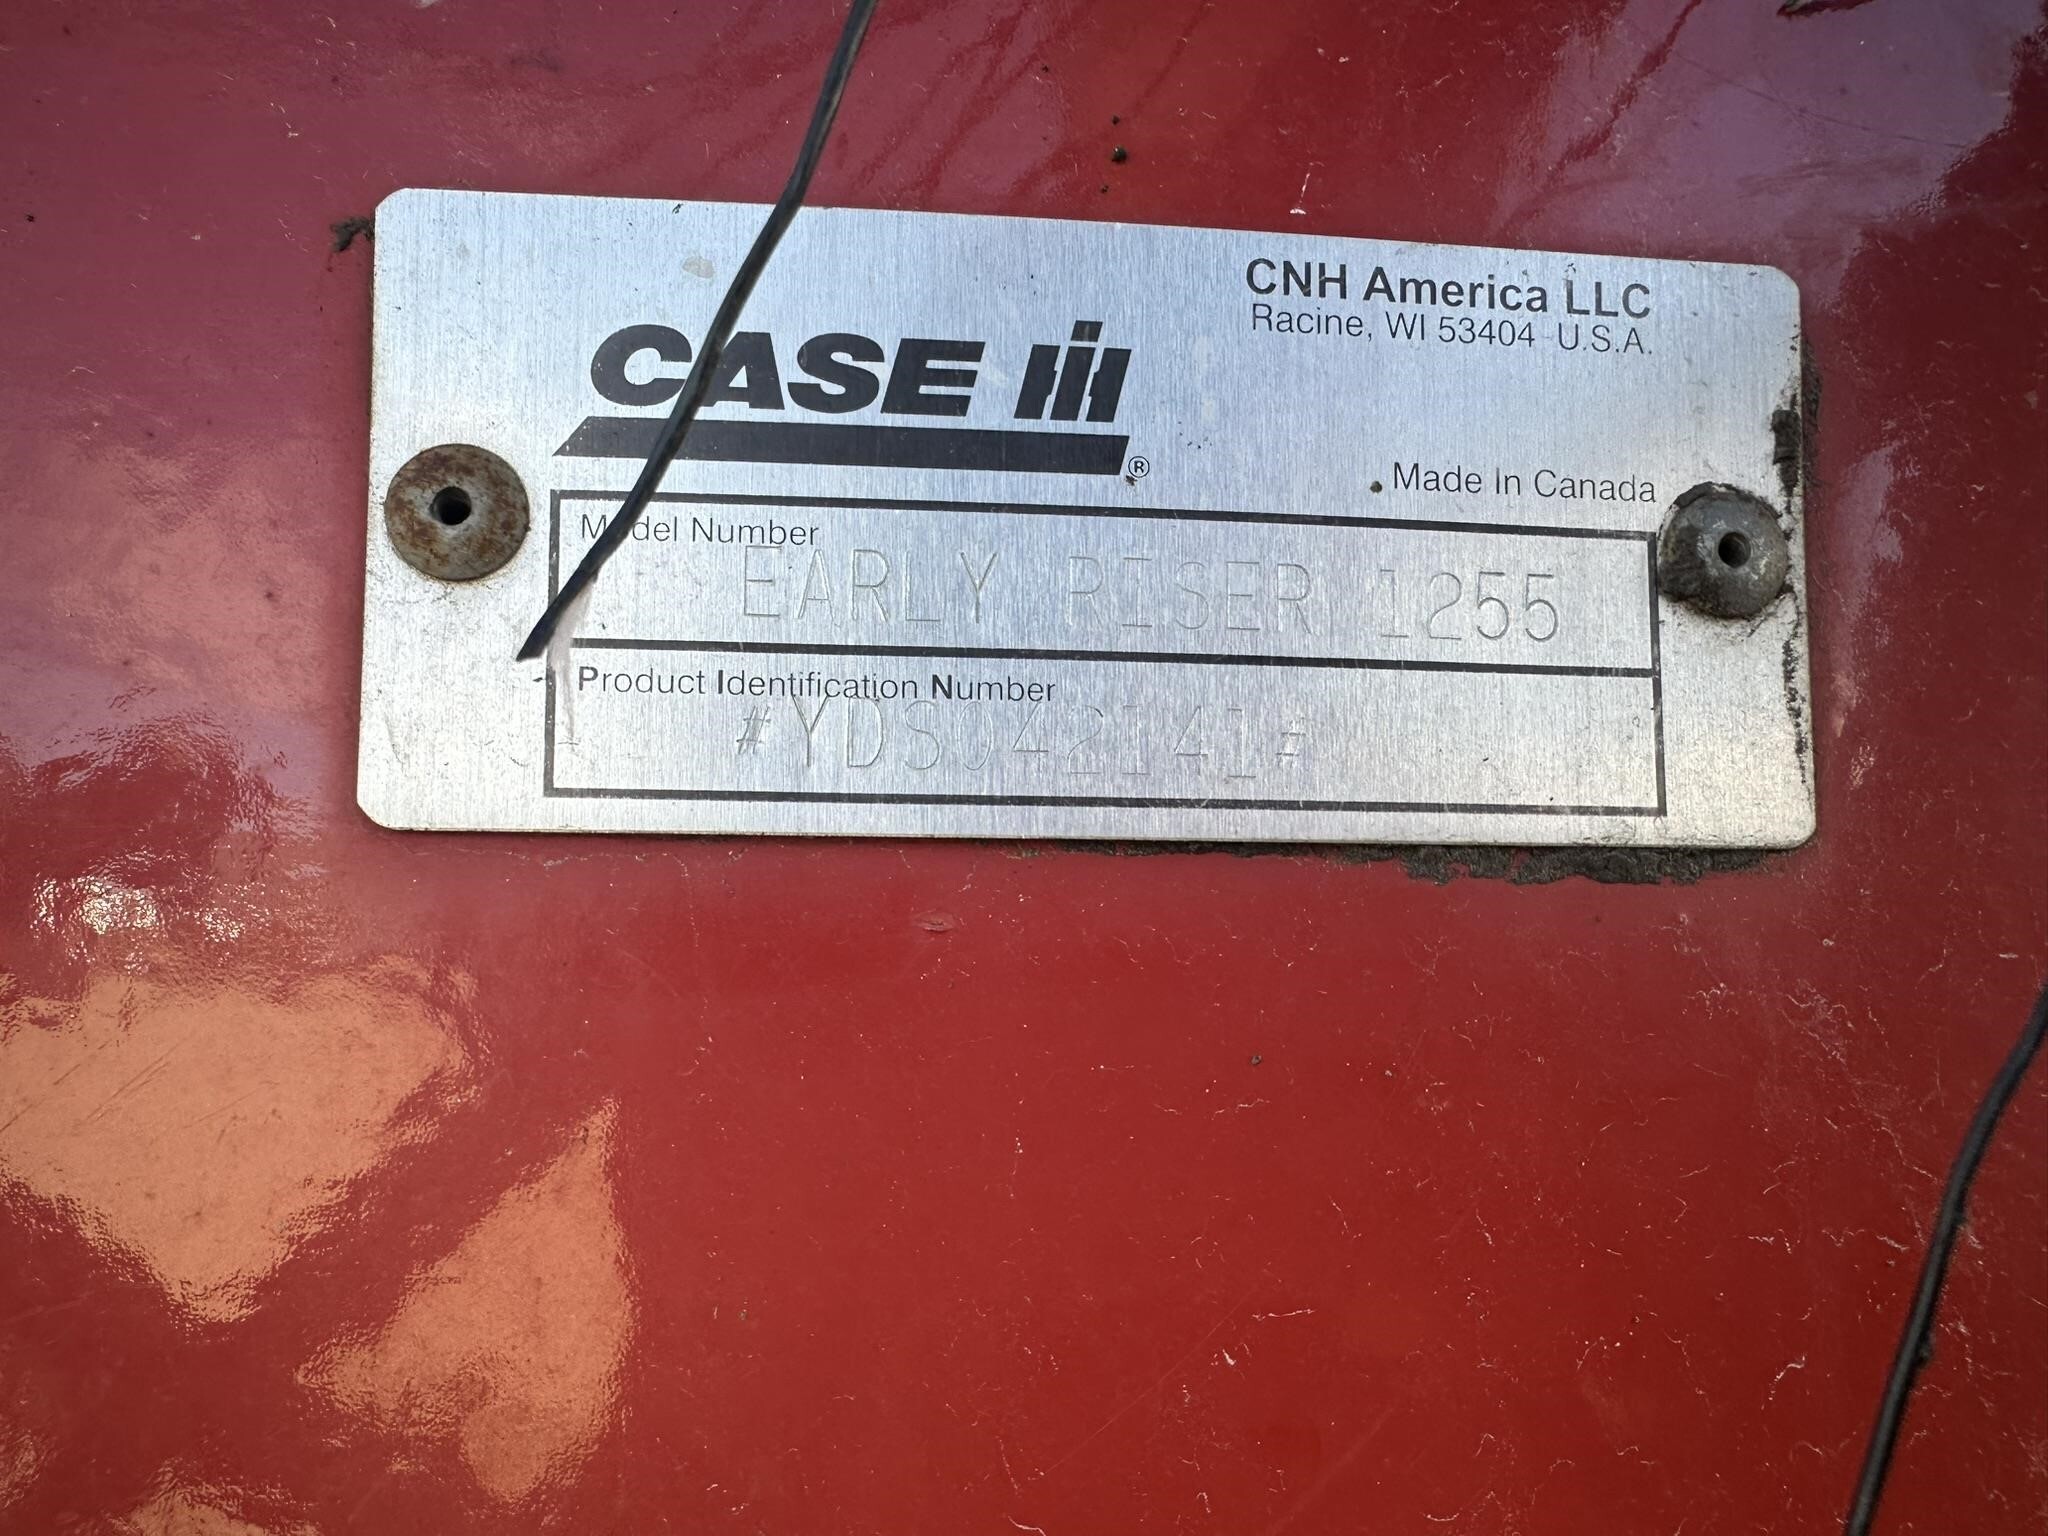 CNH America LLC
Racine, WI 53404 U.S.A.
CASE IH
®
Made In Canada
Model Number
EARLY RISER 1255
Product Identification Number
#YDS042141#